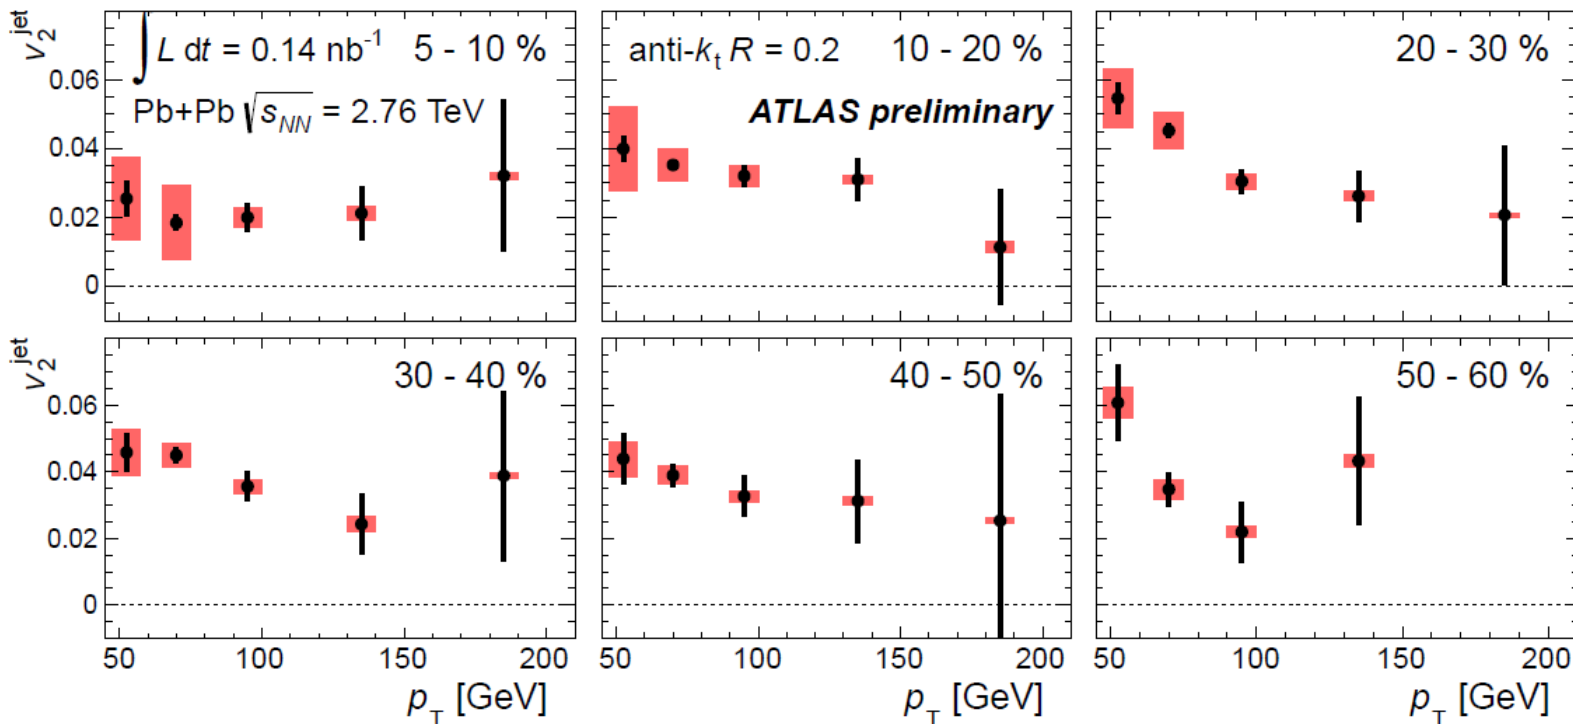 v₂ʲᵉᵗ
∫ L dt = 0.14 nb⁻¹ 5 - 10 %
Pb+Pb √sNN = 2.76 TeV
0.06
0.04
0.02
0
anti-kₜ R = 0.2 10 - 20 %
ATLAS preliminary
20 - 30 %
v₂ʲᵉᵗ
30 - 40 %
0.06
0.04
0.02
0
50 100 150 200
p_T [GeV]
40 - 50 %
50 100 150 200
p_T [GeV]
50 - 60 %
50 100 150 200
p_T [GeV]